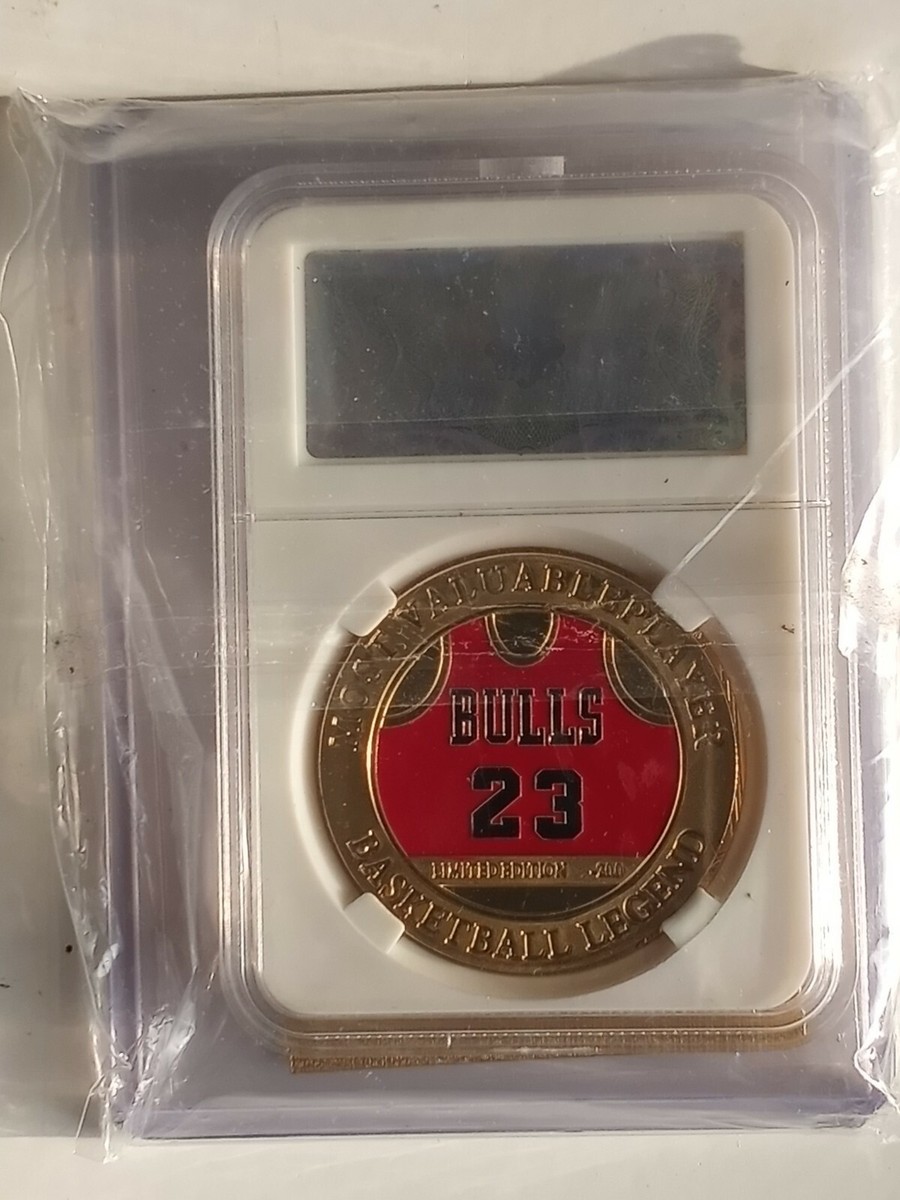 MOST VALUABLE PLAYER
BULLS
23
LIMITED EDITION
BASKETBALL LEGEND